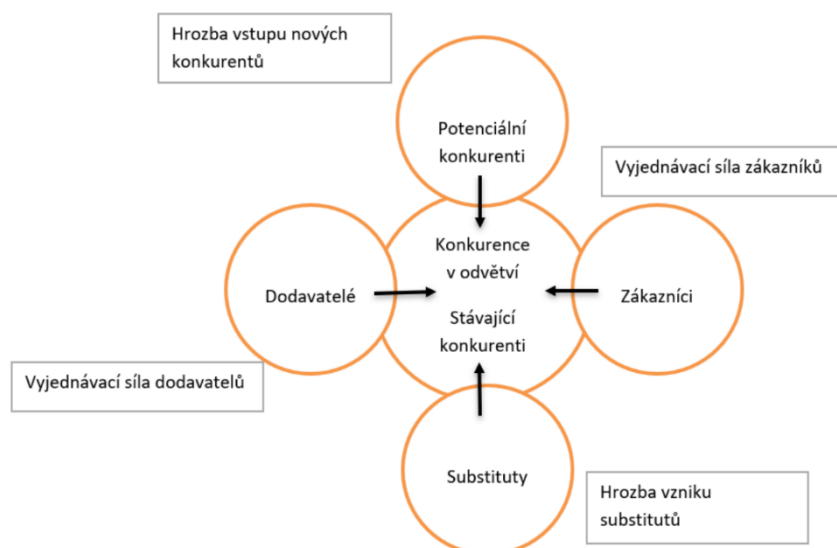 Hrozba vstupu nových
konkurentů
Potenciální
konkurenti
Vyjednávací síla zákazníků
Konkurence
v odvětví
Dodavatelé
Zákazníci
Stávající
konkurenti
Vyjednávací síla dodavatelů
Substituty
Hrozba vzniku
substitutů